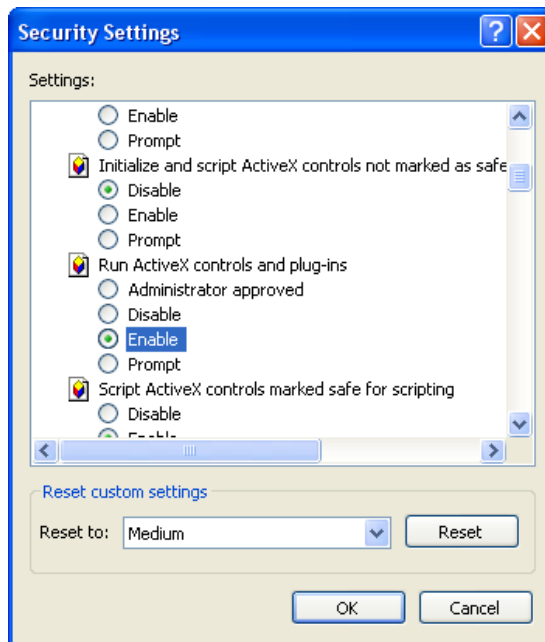 Security Settings
Settings:
Enable
Prompt
Initialize and script ActiveX controls not marked as safe
Disable
Enable
Prompt
Run ActiveX controls and plug-ins
Administrator approved
Disable
Enable
Prompt
Script ActiveX controls marked safe for scripting
Disable
Enable
Reset custom settings
Reset to:
Medium
Reset
OK
Cancel